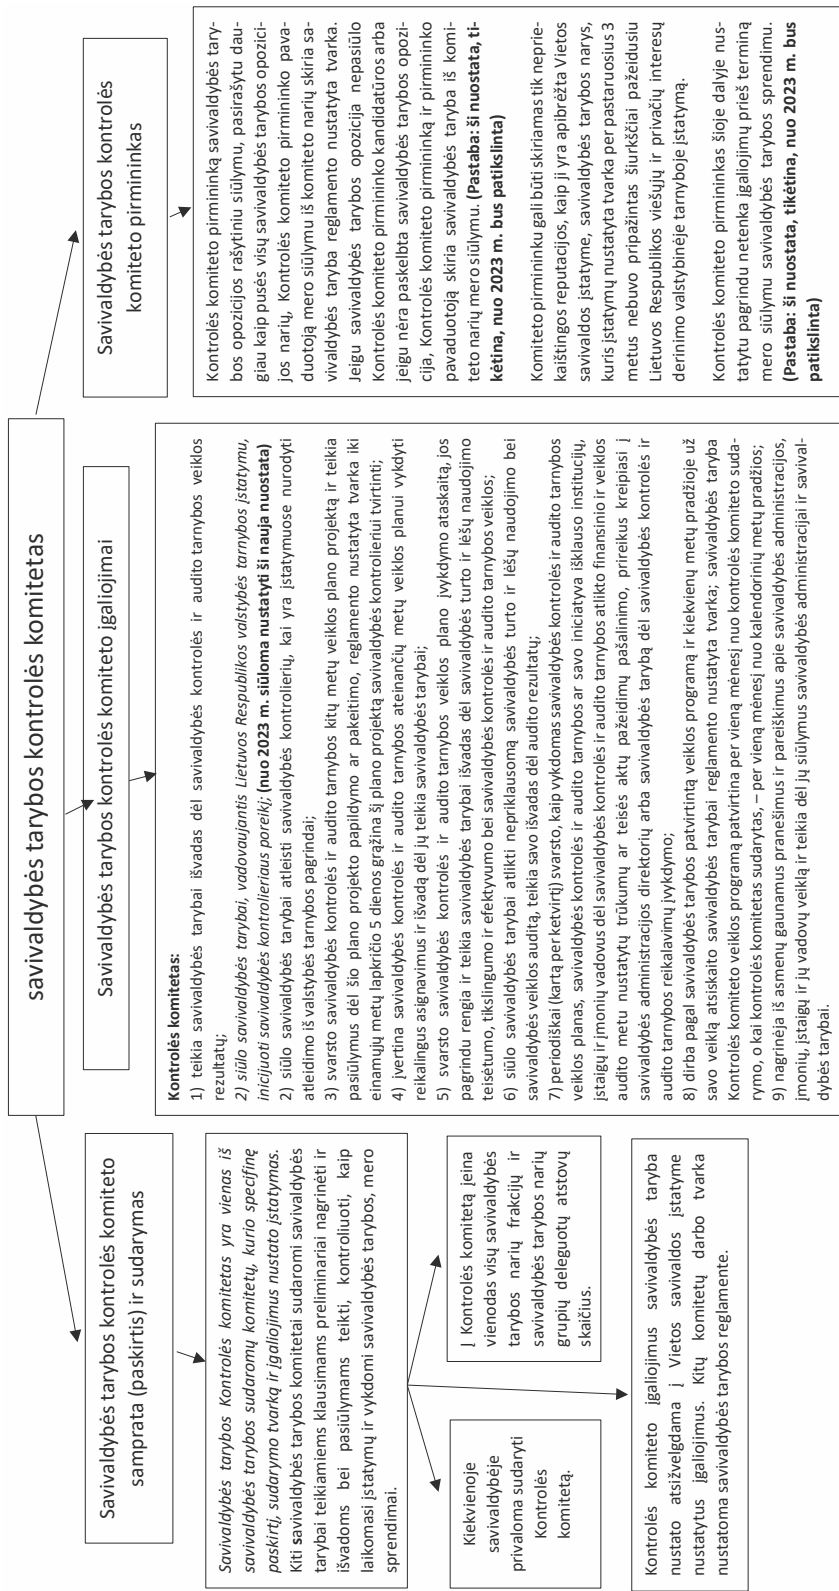 savivaldybės tarybos kontrolės komitetas
Savivaldybės tarybos kontrolės komiteto
samprata (paskirtis) ir sudarymas
Savivaldybės tarybos Kontrolės komitetas yra vienas iš
savivaldybės tarybos sudaromų komitetų, kurio specifinę
paskirtį, sudarymo tvarką ir įgaliojimus nustato įstatymas.
Kiti savivaldybės tarybos komitetai sudaromi savivaldybės
tarybai teikiamiems klausimams preliminariai nagrinėti ir
išvadoms bei pasiūlymams teikti, kontroliuoti, kaip
laikomasi įstatymų ir vykdomi savivaldybės tarybos, mero
sprendimai.
Kiekvienoje
savivaldybėje
privaloma sudaryti
Kontrolės
komitetą.
Į Kontrolės komitetą įeina
vienodas visų savivaldybės
tarybos narių frakcijų ir
savivaldybės tarybos narių
grupių deleguotų atstovų
skaičius.
Kontrolės komiteto įgaliojimus savivaldybės taryba
nustato atsižvelgdama į Vietos savivaldos įstatyme
nustatytus įgaliojimus. Kitų komitetų darbo tvarka
nustatoma savivaldybės tarybos reglamente.
Savivaldybės tarybos kontrolės komiteto įgaliojimai
Kontrolės komitetas:
1) teikia savivaldybės tarybai išvadas dėl savivaldybės kontrolės ir audito tarnybos veiklos
rezultatų;
2) siūlo savivaldybės tarybai, vadovaujantis Lietuvos Respublikos valstybės tarnybos įstatymu,
inicijuoti savivaldybės kontrolieriaus poreikį; (nuo 2023 m. siūloma nustatyti ši nauja nuostata)
2) siūlo savivaldybės tarybai atleisti savivaldybės kontrolierių, kai yra įstatymuose nurodyti
atleidimo iš valstybės tarnybos pagrindai;
3) svarsto savivaldybės kontrolės ir audito tarnybos kitų metų veiklos plano projektą ir teikia
pasiūlymus dėl šio plano projekto papildymo ar pakeitimo, reglamento nustatyta tvarka iki
einamųjų metų lapkričio 5 dienos grąžina šį plano projektą savivaldybės kontrolieriui tvirtinti;
4) įvertina savivaldybės kontrolės ir audito tarnybos ateinančių metų veiklos planui vykdyti
reikalingus asignavimus ir išvadą dėl jų teikia savivaldybės tarybai;
5) svarsto savivaldybės kontrolės ir audito tarnybos veiklos plano įvykdymo ataskaitą, jos
pagrindu rengia ir teikia savivaldybės tarybai išvadas dėl savivaldybės turto ir lėšų naudojimo
teisėtumo, tikslingumo ir efektyvumo bei savivaldybės kontrolės ir audito tarnybos veiklos;
6) siūlo savivaldybės tarybai atlikti nepriklausomą savivaldybės turto ir lėšų naudojimo bei
savivaldybės veiklos auditą, teikia savo išvadas dėl audito rezultatų;
7) periodiškai (kartą per ketvirtį) svarsto, kaip vykdomas savivaldybės kontrolės ir audito tarnybos
veiklos planas, savivaldybės kontrolės ir audito tarnybos ar savo iniciatyva išklauso institucijų,
įstaigų ir įmonių vadovus dėl savivaldybės kontrolės ir audito tarnybos atlikto finansinio ir veiklos
audito metu nustatytų trūkumų ar teisės aktų pažeidimų pašalinimo, prireikus kreipiasi į
savivaldybės administracijos direktorių arba savivaldybės tarybą dėl savivaldybės kontrolės ir
audito tarnybos reikalavimų įvykdymo;
8) dirba pagal savivaldybės tarybos patvirtintą veiklos programą ir kiekvienų metų pradžioje už
savo veiklą atsiskaito savivaldybės tarybai reglamento nustatyta tvarka; savivaldybės taryba
Kontrolės komiteto veiklos programą patvirtina per vieną mėnesį nuo kontrolės komiteto suda-
rymo, o kai kontrolės komitetas sudarytas, – per vieną mėnesį nuo kalendorinių metų pradžios;
9) nagrinėja iš asmenų gaunamus pranešimus ir pareiškimus apie savivaldybės administracijos,
įmonių, įstaigų ir jų vadovų veiklą ir teikia dėl jų siūlymus savivaldybės administracijai ir savival-
dybės tarybai.
Savivaldybės tarybos kontrolės
komiteto pirmininkas
Kontrolės komiteto pirmininką savivaldybės tary-
bos opozicijos rašytiniu siūlymu, pasirašytu dau-
giau kaip pusės visų savivaldybės tarybos opozici-
jos narių, Kontrolės komiteto pirmininko pava-
duotoją mero siūlymu iš komiteto narių skiria sa-
vivaldybės taryba reglamento nustatyta tvarka.
Jeigu savivaldybės tarybos opozicija nepasiūlo
Kontrolės komiteto pirmininko kandidatūros arba
jeigu nėra paskelbta savivaldybės tarybos opozi-
cija, Kontrolės komiteto pirmininką ir pirmininko
pavaduotoją skiria savivaldybės taryba iš komi-
teto narių mero siūlymu. (Pastaba: ši nuostata, ti-
kėtina, nuo 2023 m. bus patikslinta)
Komiteto pirmininku gali būti skiriamas tik neprie-
kaištingos reputacijos, kaip ji yra apibrėžta Vietos
savivaldos įstatyme, savivaldybės tarybos narys,
kuris įstatymų nustatyta tvarka per pastaruosius 3
metus nebuvo pripažintas šiurkščiai pažeidusiu
Lietuvos Respublikos viešųjų ir privačių interesų
derinimo valstybinėje tarnyboje įstatymą.
Kontrolės komiteto pirmininkas šioje dalyje nus-
tatytu pagrindu netenka įgaliojimų prieš terminą
mero siūlymu savivaldybės tarybos sprendimu.
(Pastaba: ši nuostata, tikėtina, nuo 2023 m. bus
patikslinta)